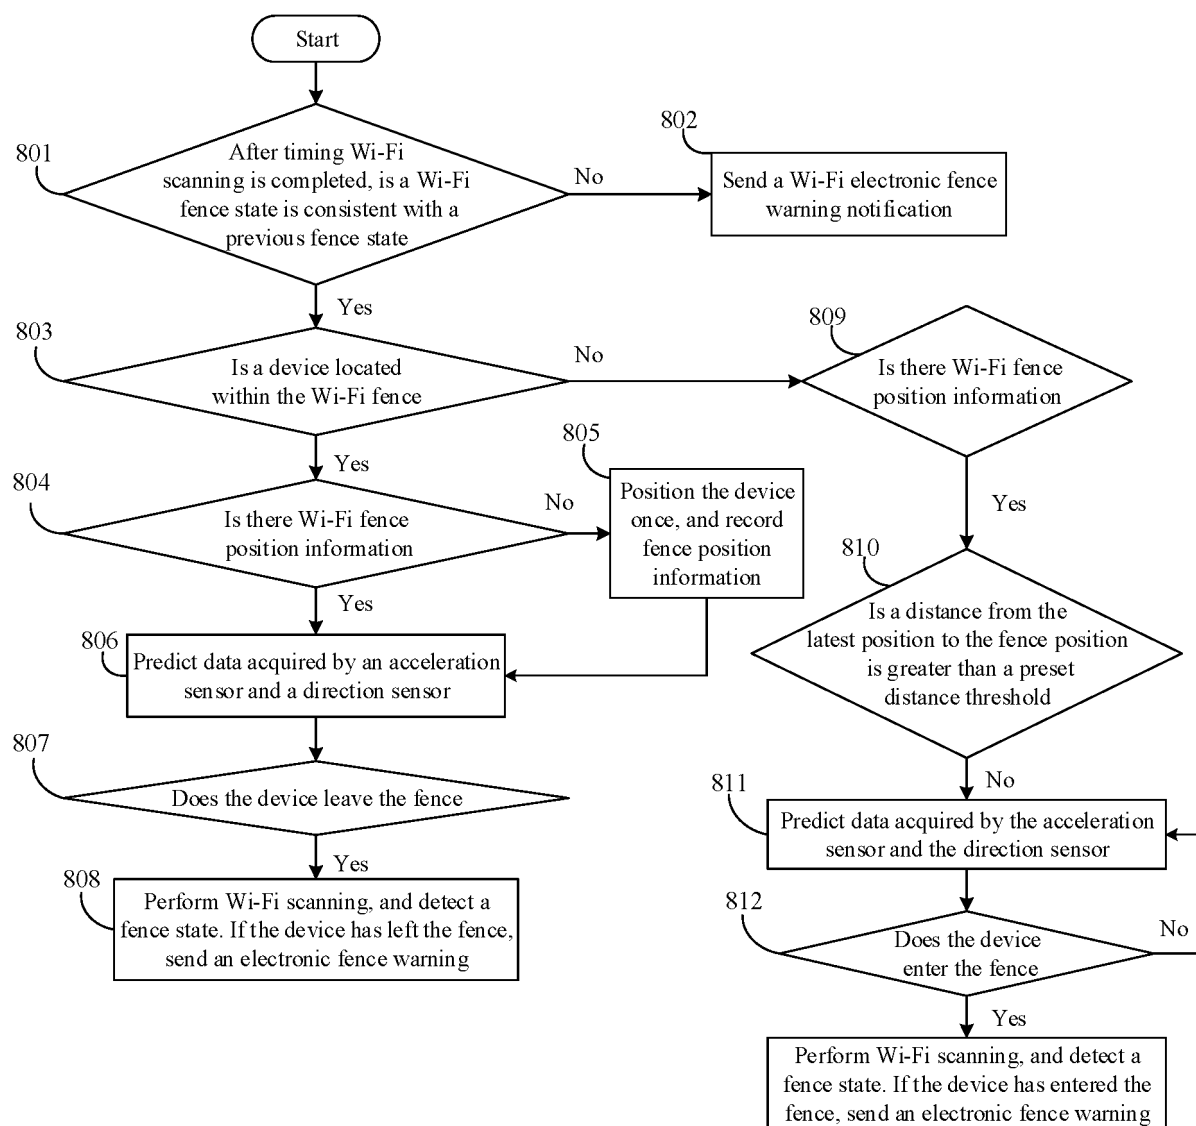 Start
801
After timing Wi-Fi
scanning is completed, is a Wi-Fi
fence state is consistent with a
previous fence state
No
802
Send a Wi-Fi electronic fence
warning notification
Yes
803
Is a device located
within the Wi-Fi fence
No
809
Is there Wi-Fi fence
position information
Yes
804
Is there Wi-Fi fence
position information
No
805
Position the device
once, and record
fence position
information
Yes
Yes
810
Is a distance from the
latest position to the fence position
is greater than a preset
distance threshold
806
Predict data acquired by an acceleration
sensor and a direction sensor
807
Does the device leave the fence
Yes
808
Perform Wi-Fi scanning, and detect a
fence state. If the device has left the fence,
send an electronic fence warning
No
811
Predict data acquired by the acceleration
sensor and the direction sensor
812
Does the device
enter the fence
No
Yes
Perform Wi-Fi scanning, and detect a
fence state. If the device has entered the
fence, send an electronic fence warning